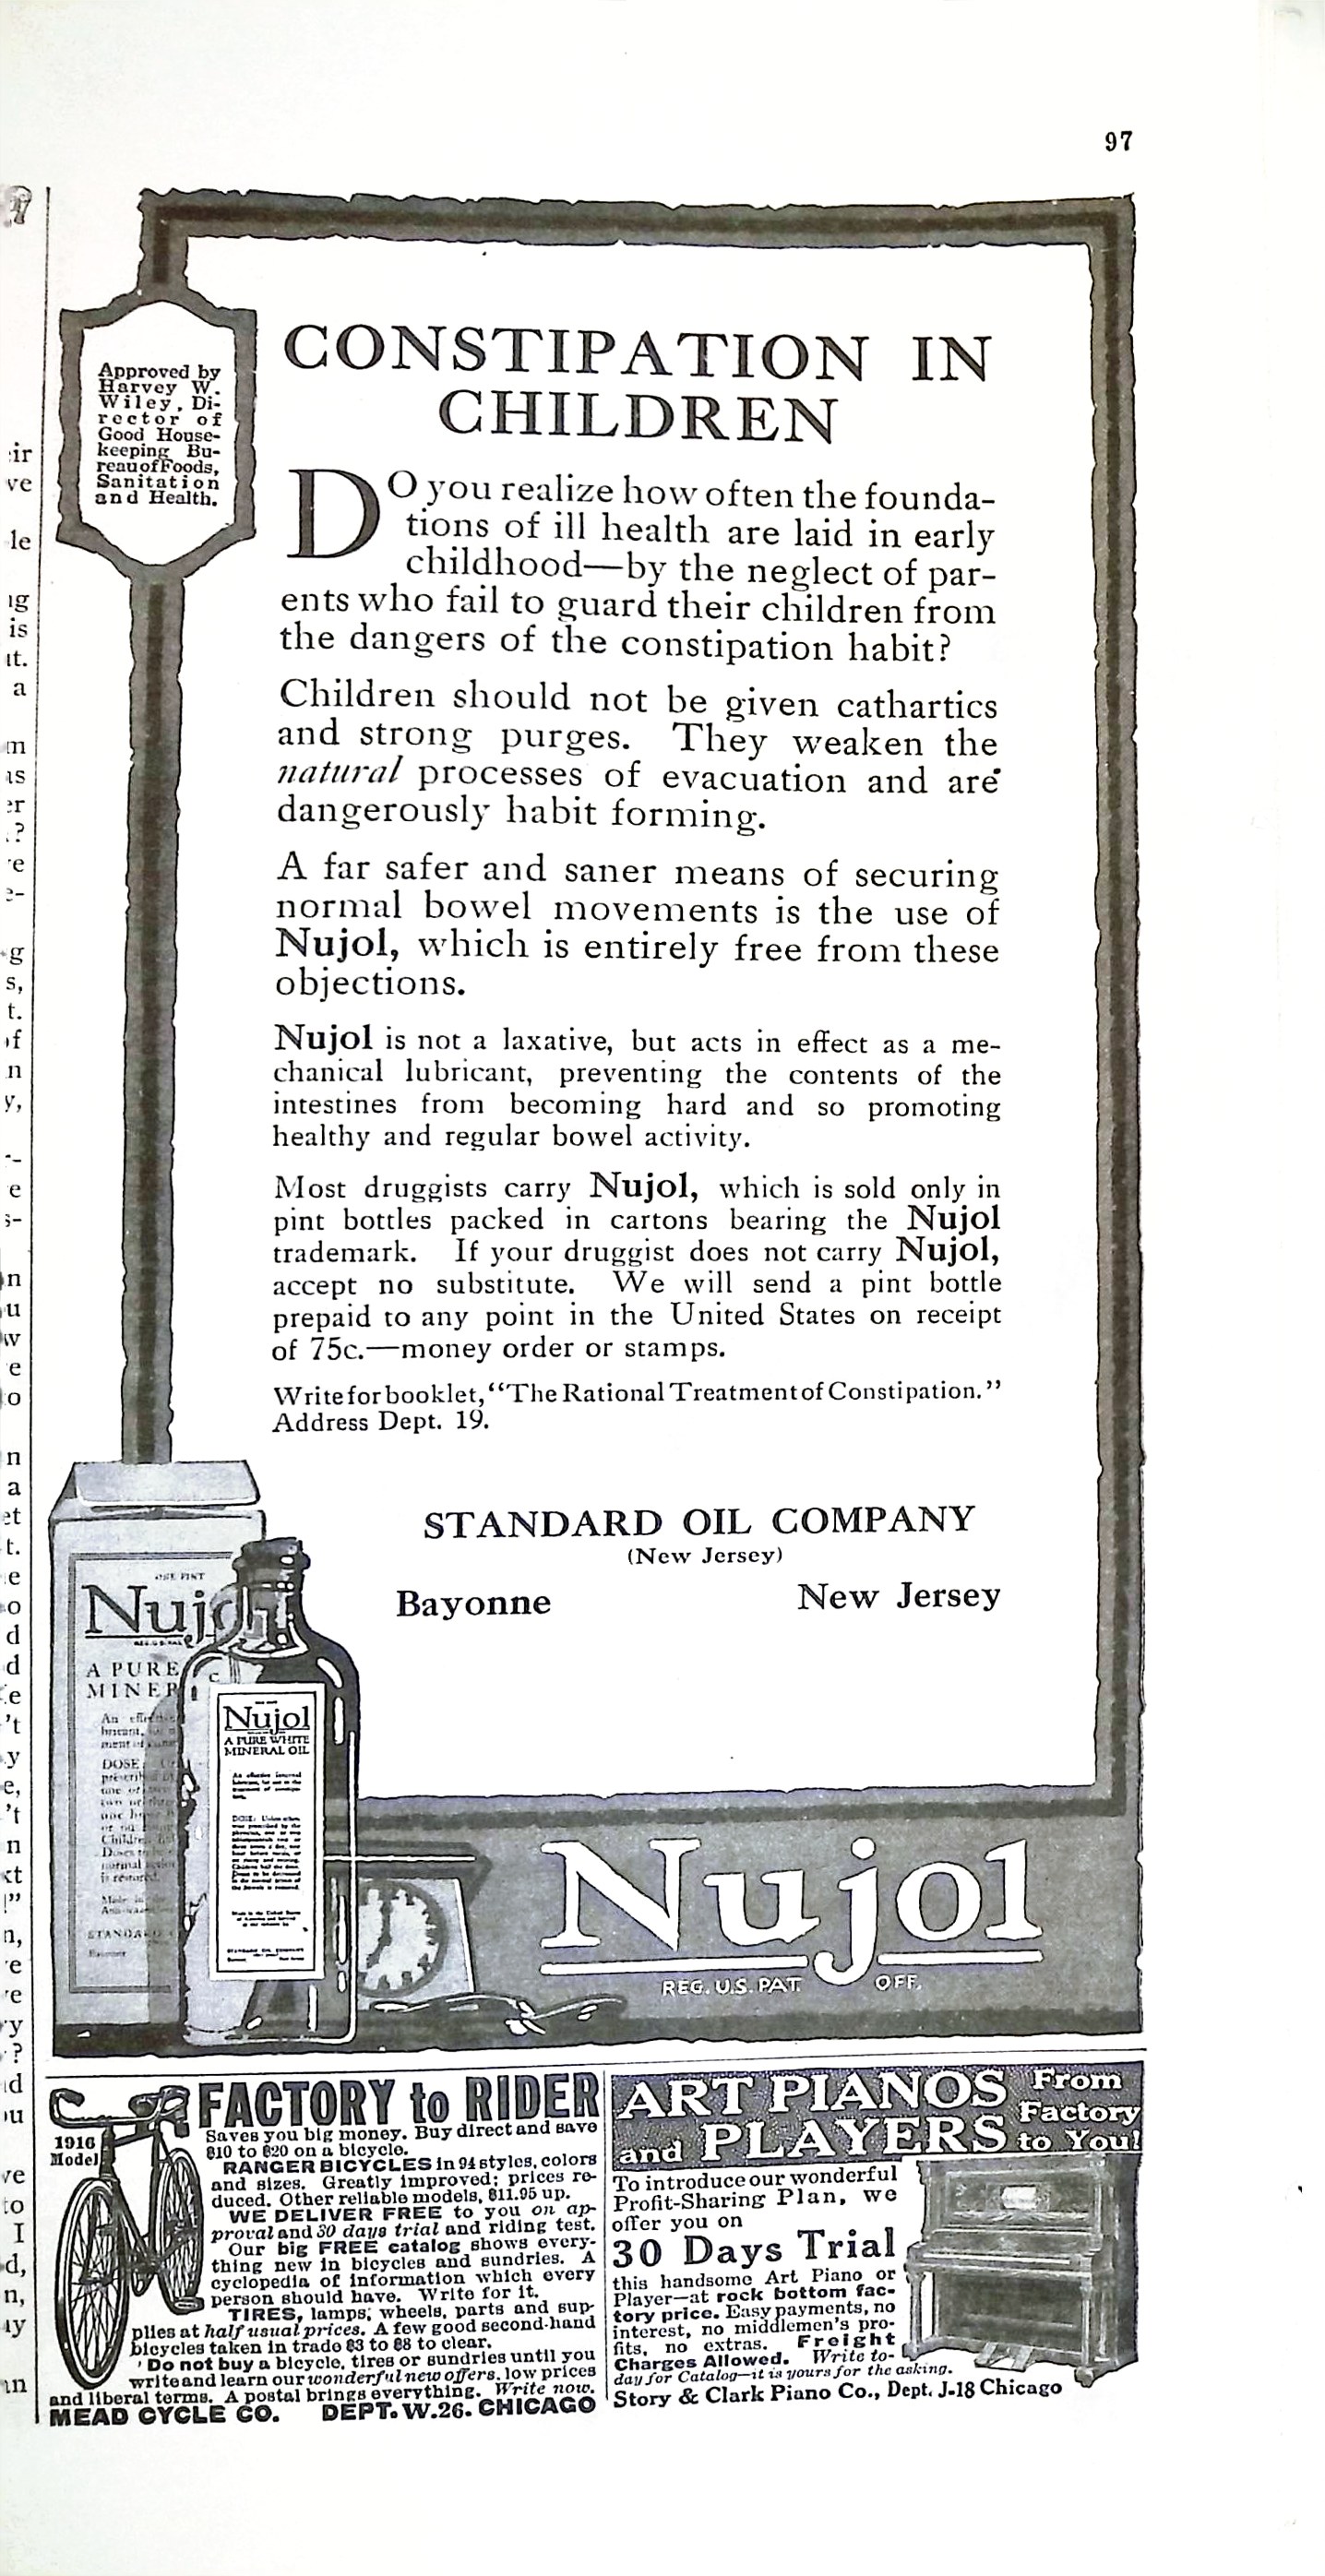 97
Approved by
Harvey W.
Wiley, Di-
rector of
Good House-
keeping Bu-
reau of Foods,
Sanitation
and Health.
CONSTIPATION IN
CHILDREN
DO you realize how often the founda-
tions of ill health are laid in early
childhood—by the neglect of par-
ents who fail to guard their children from
the dangers of the constipation habit?
Children should not be given cathartics
and strong purges. They weaken the
natural processes of evacuation and are
dangerously habit forming.
A far safer and saner means of securing
normal bowel movements is the use of
Nujol, which is entirely free from these
objections.
Nujol is not a laxative, but acts in effect as a me-
chanical lubricant, preventing the contents of the
intestines from becoming hard and so promoting
healthy and regular bowel activity.
Most druggists carry Nujol, which is sold only in
pint bottles packed in cartons bearing the Nujol
trademark. If your druggist does not carry Nujol,
accept no substitute. We will send a pint bottle
prepaid to any point in the United States on receipt
of 75c.—money order or stamps.
Write for booklet, "The Rational Treatment of Constipation."
Address Dept. 19.
STANDARD OIL COMPANY
(New Jersey)
Bayonne New Jersey
ONE PINT
Nujo
A PURE
MINER
DOSE
Nujol
A PURE WHITE
MINERAL OIL
Nujol
REG. U.S. PAT. OFF.
1916
Model
FACTORY to RIDER
Saves you big money. Buy direct and save
$10 to $20 on a bicycle.
RANGER BICYCLES in 94 styles, colors
and sizes. Greatly improved; prices re-
duced. Other reliable models, $11.95 up.
WE DELIVER FREE to you on ap-
proval and 30 days trial and riding test.
Our big FREE catalog shows every-
thing new in bicycles and sundries. A
cyclopedia of information which every
person should have. Write for it.
TIRES, lamps, wheels, parts and sup-
plies at half usual prices. A few good second-hand
bicycles taken in trade $3 to $8 to clear.
Do not buy a bicycle, tires or sundries until you
write and learn our wonderful new offers, low prices
and liberal terms. A postal brings everything. Write now.
MEAD CYCLE CO. DEPT. W.26. CHICAGO
ART PIANOS
and PLAYERS
From
Factory
to You!
To introduce our wonderful
Profit-Sharing Plan, we
offer you on
30 Days Trial
this handsome Art Piano or
Player—at rock bottom fac-
tory price. Easy payments, no
interest, no middlemen's pro-
fits, no extras. Freight
Charges Allowed. Write to-
day for Catalog—it is yours for the asking.
Story & Clark Piano Co., Dept. J-18 Chicago